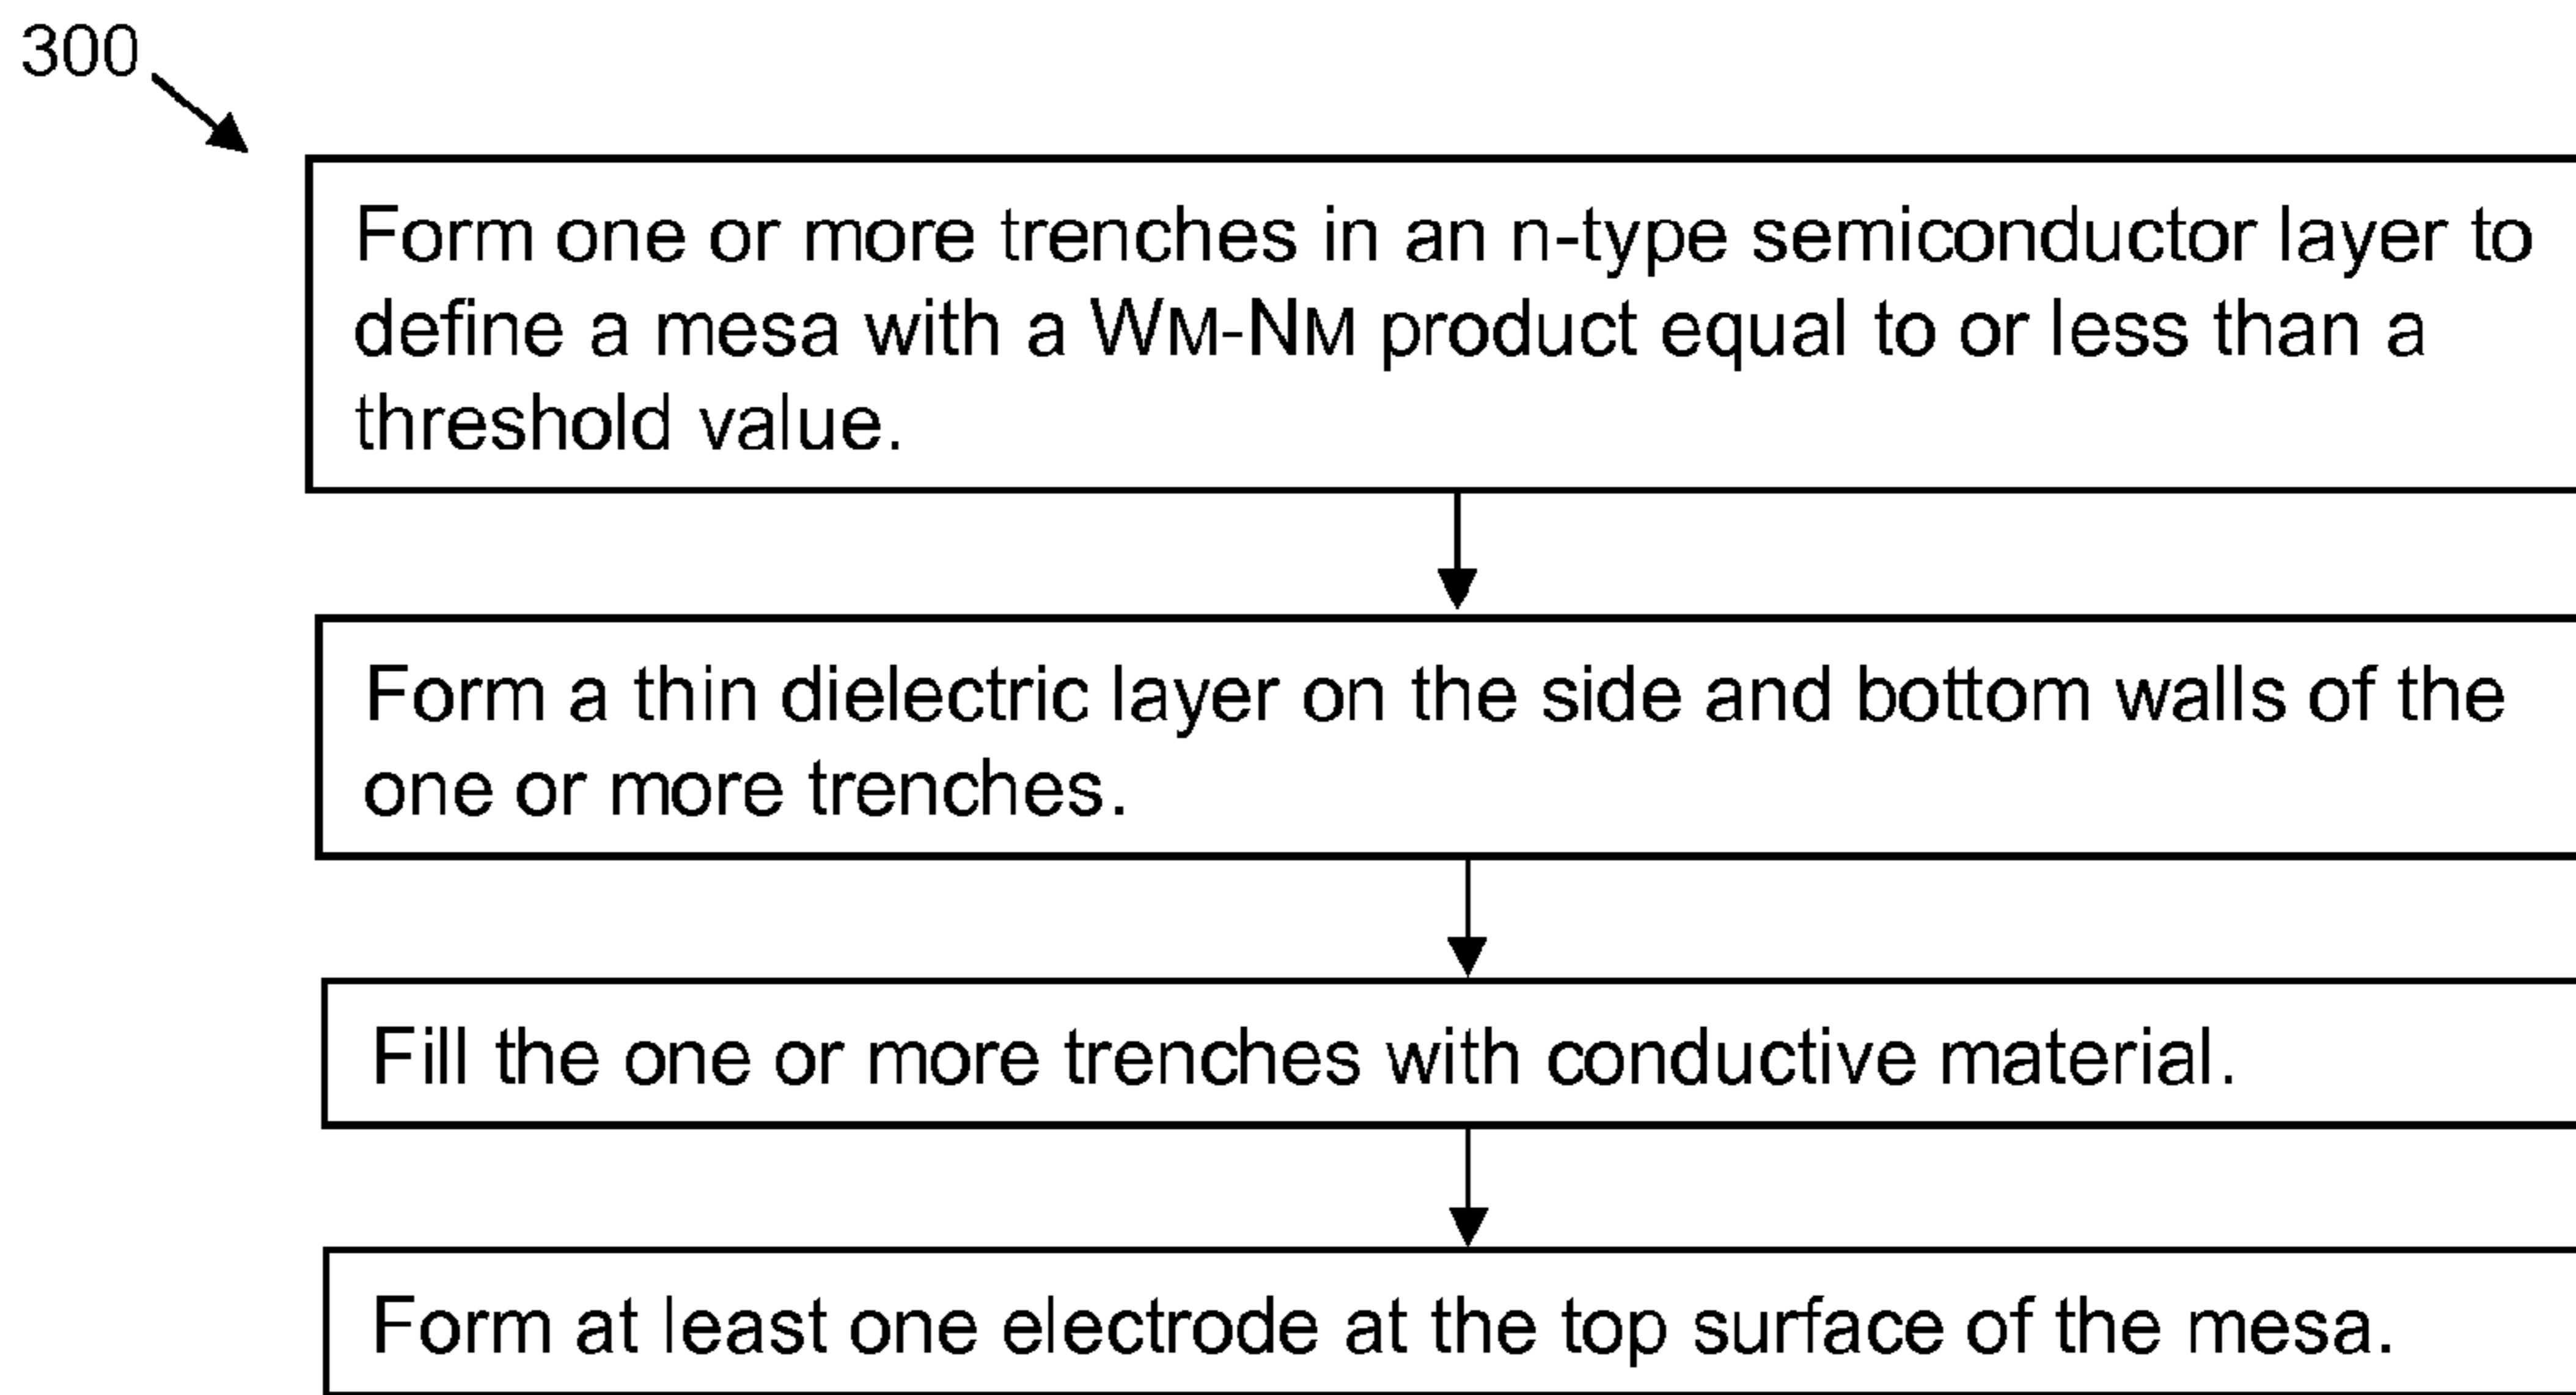 300
Form one or more trenches in an n-type semiconductor layer to
define a mesa with a WM-NM product equal to or less than a
threshold value.
Form a thin dielectric layer on the side and bottom walls of the
one or more trenches.
Fill the one or more trenches with conductive material.
Form at least one electrode at the top surface of the mesa.